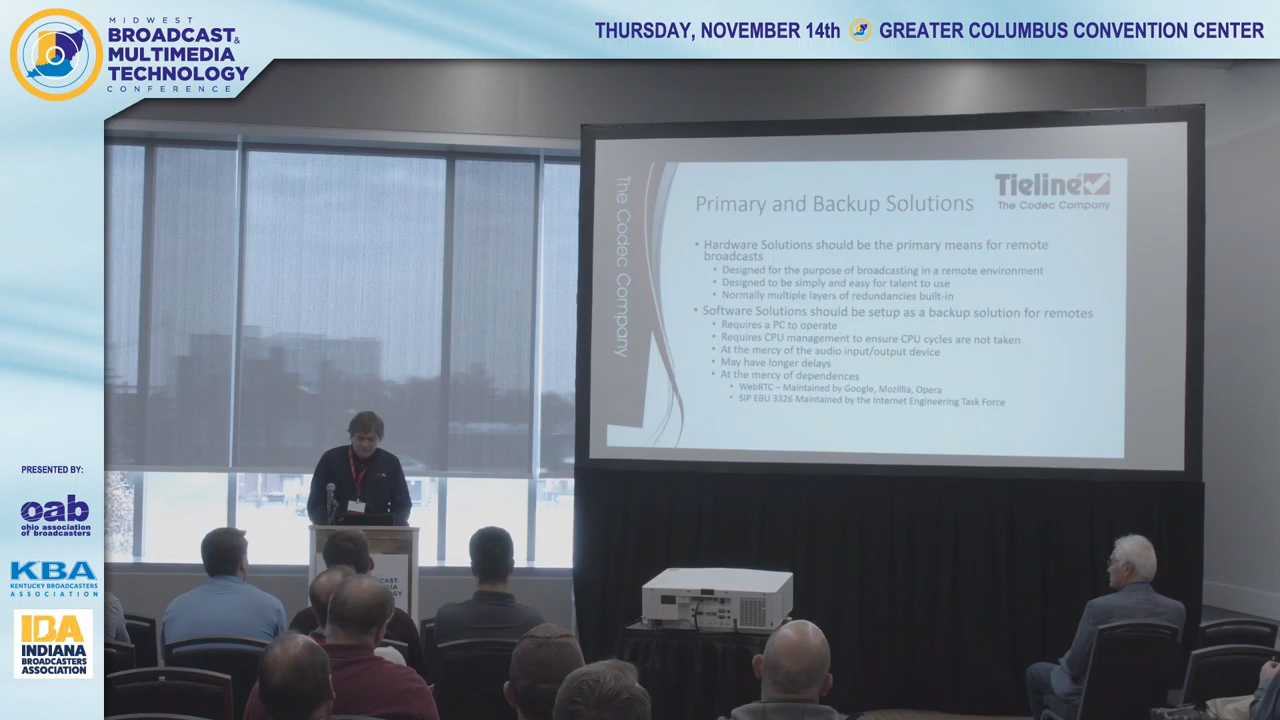 MIDWEST
BROADCAST &
MULTIMEDIA
TECHNOLOGY
CONFERENCE
THURSDAY, NOVEMBER 14th
GREATER COLUMBUS CONVENTION CENTER
The Codec Company
Tieline
The Codec Company
Primary and Backup Solutions
• Hardware Solutions should be the primary means for remote
broadcasts
• Designed for the purpose of broadcasting in a remote environment
• Designed to be simply and easy for talent to use
• Normally multiple layers of redundancies built-in
• Software Solutions should be setup as a backup solution for remotes
• Requires a PC to operate
• Requires CPU management to ensure CPU cycles are not taken
• At the mercy of the audio input/output device
• May have longer delays
• At the mercy of dependences
• WebRTC – Maintained by Google, Mozillia, Opera
• SIP EBU 3326 Maintained by the Internet Engineering Task Force
PRESENTED BY:
oab
ohio association
of broadcasters
KBA
KENTUCKY BROADCASTERS
ASSOCIATION
IBA
INDIANA
BROADCASTERS
ASSOCIATION